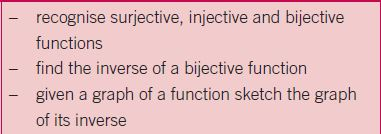 – recognise surjective, injective and bijective
functions
– find the inverse of a bijective function
– given a graph of a function sketch the graph
of its inverse